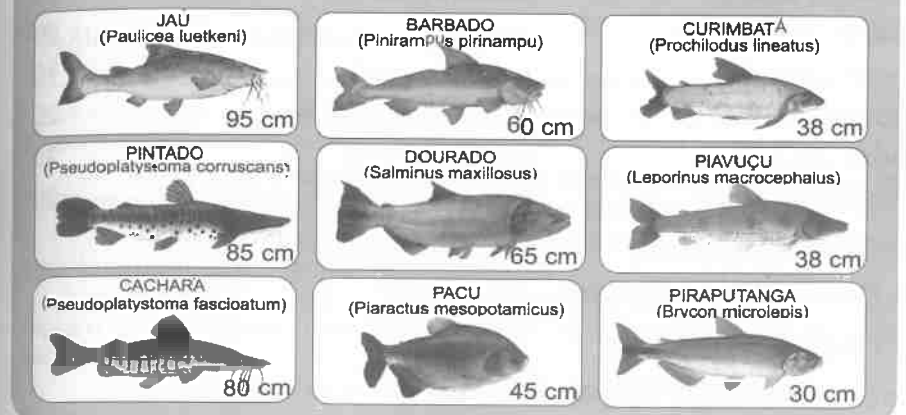 JAU
(Paulicea luetkeni)
95 cm
BARBADO
(Pinirampus pirinampu)
60 cm
CURIMBATÁ
(Prochilodus lineatus)
38 cm
PINTADO
(Pseudoplatystoma corruscans)
85 cm
DOURADO
(Salminus maxillosus)
65 cm
PIAVUÇU
(Leporinus macrocephalus)
38 cm
CACHARA
(Pseudoplatystoma fascioatum)
80 cm
PACU
(Piaractus mesopotamicus)
45 cm
PIRAPUTANGA
(Brycon microlepis)
30 cm